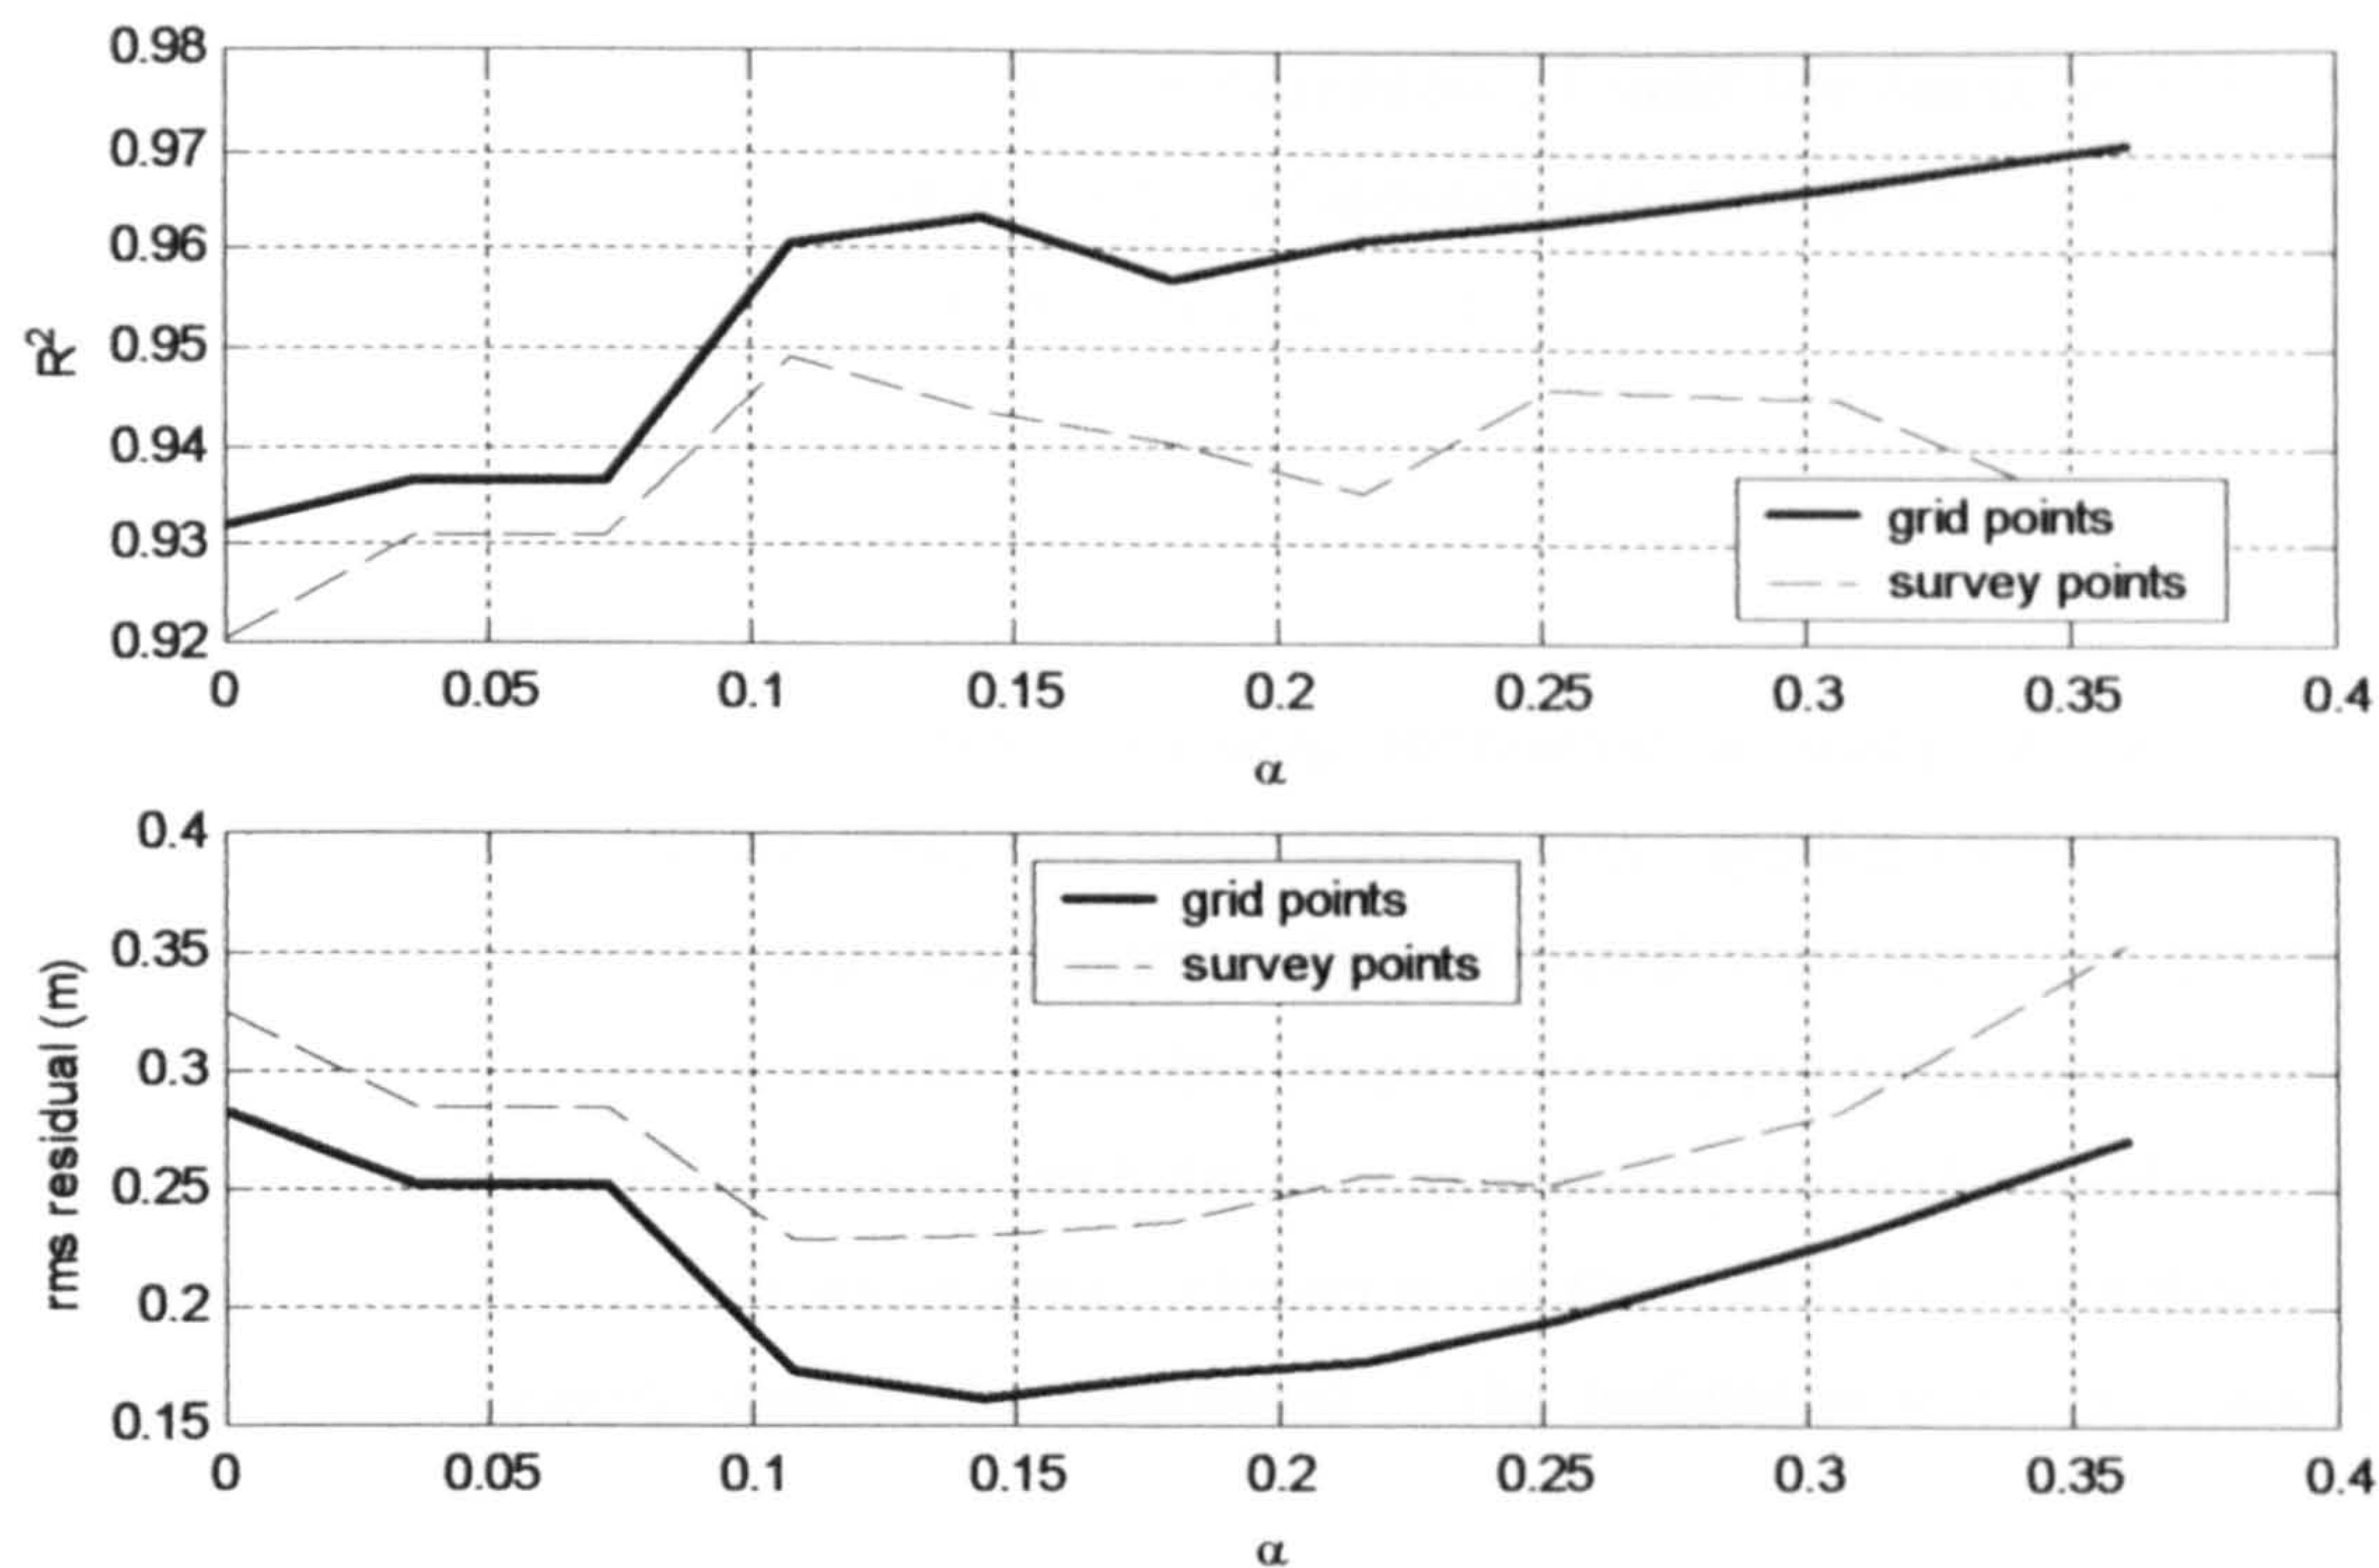 0.98
0.97
0.96
0.95
0.94
0.93
0.92
R²
0 0.05 0.1 0.15 0.2 0.25 0.3 0.35 0.4
α
grid points
survey points
0.4
0.35
0.3
0.25
0.2
0.15
rms residual (m)
0 0.05 0.1 0.15 0.2 0.25 0.3 0.35 0.4
α
grid points
survey points